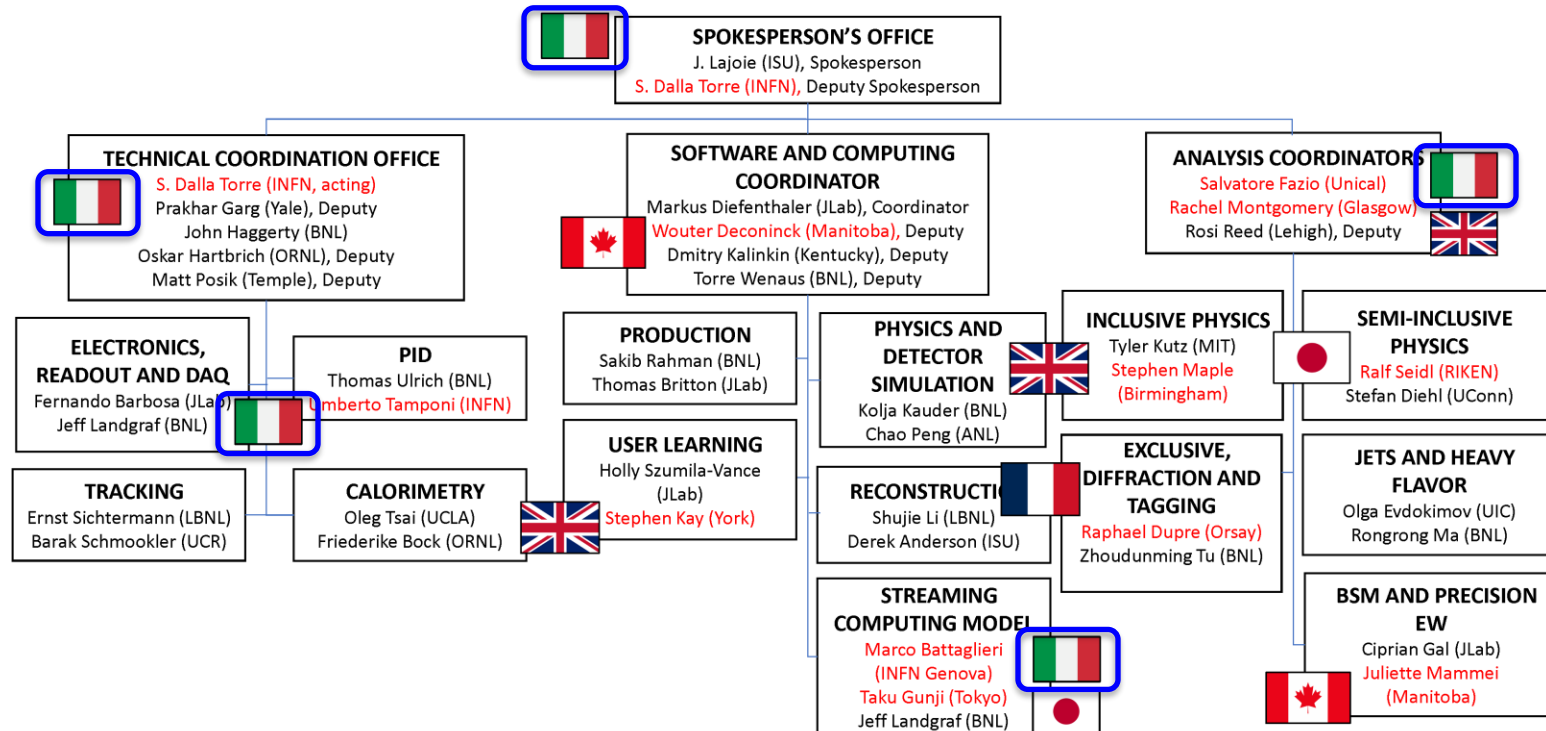 SPOKESPERSON'S OFFICE
J. Lajoie (ISU), Spokesperson
S. Dalla Torre (INFN), Deputy Spokesperson
TECHNICAL COORDINATION OFFICE
S. Dalla Torre (INFN, acting)
Prakhar Garg (Yale), Deputy
John Haggerty (BNL)
Oskar Hartbrich (ORNL), Deputy
Matt Posik (Temple), Deputy
SOFTWARE AND COMPUTING
COORDINATOR
Markus Diefenthaler (JLab), Coordinator
Wouter Deconinck (Manitoba), Deputy
Dmitry Kalinkin (Kentucky), Deputy
Torre Wenaus (BNL), Deputy
ANALYSIS COORDINATORS
Salvatore Fazio (Unical)
Rachel Montgomery (Glasgow)
Rosi Reed (Lehigh), Deputy
ELECTRONICS,
READOUT AND DAQ
Fernando Barbosa (JLab)
Jeff Landgraf (BNL)
PID
Thomas Ulrich (BNL)
Umberto Tamponi (INFN)
TRACKING
Ernst Sichtermann (LBNL)
Barak Schmookler (UCR)
CALORIMETRY
Oleg Tsai (UCLA)
Friederike Bock (ORNL)
PRODUCTION
Sakib Rahman (BNL)
Thomas Britton (JLab)
PHYSICS AND
DETECTOR
SIMULATION
Kolja Kauder (BNL)
Chao Peng (ANL)
USER LEARNING
Holly Szumila-Vance
(JLab)
Stephen Kay (York)
RECONSTRUCTIO
Shujie Li (LBNL)
Derek Anderson (ISU)
STREAMING
COMPUTING MODEL
Marco Battaglieri
(INFN Genova)
Taku Gunji (Tokyo)
Jeff Landgraf (BNL)
INCLUSIVE PHYSICS
Tyler Kutz (MIT)
Stephen Maple
(Birmingham)
SEMI-INCLUSIVE
PHYSICS
Ralf Seidl (RIKEN)
Stefan Diehl (UConn)
EXCLUSIVE,
DIFFRACTION AND
TAGGING
Raphael Dupre (Orsay)
Zhoudunming Tu (BNL)
JETS AND HEAVY
FLAVOR
Olga Evdokimov (UIC)
Rongrong Ma (BNL)
BSM AND PRECISION
EW
Ciprian Gal (JLab)
Juliette Mammei
(Manitoba)